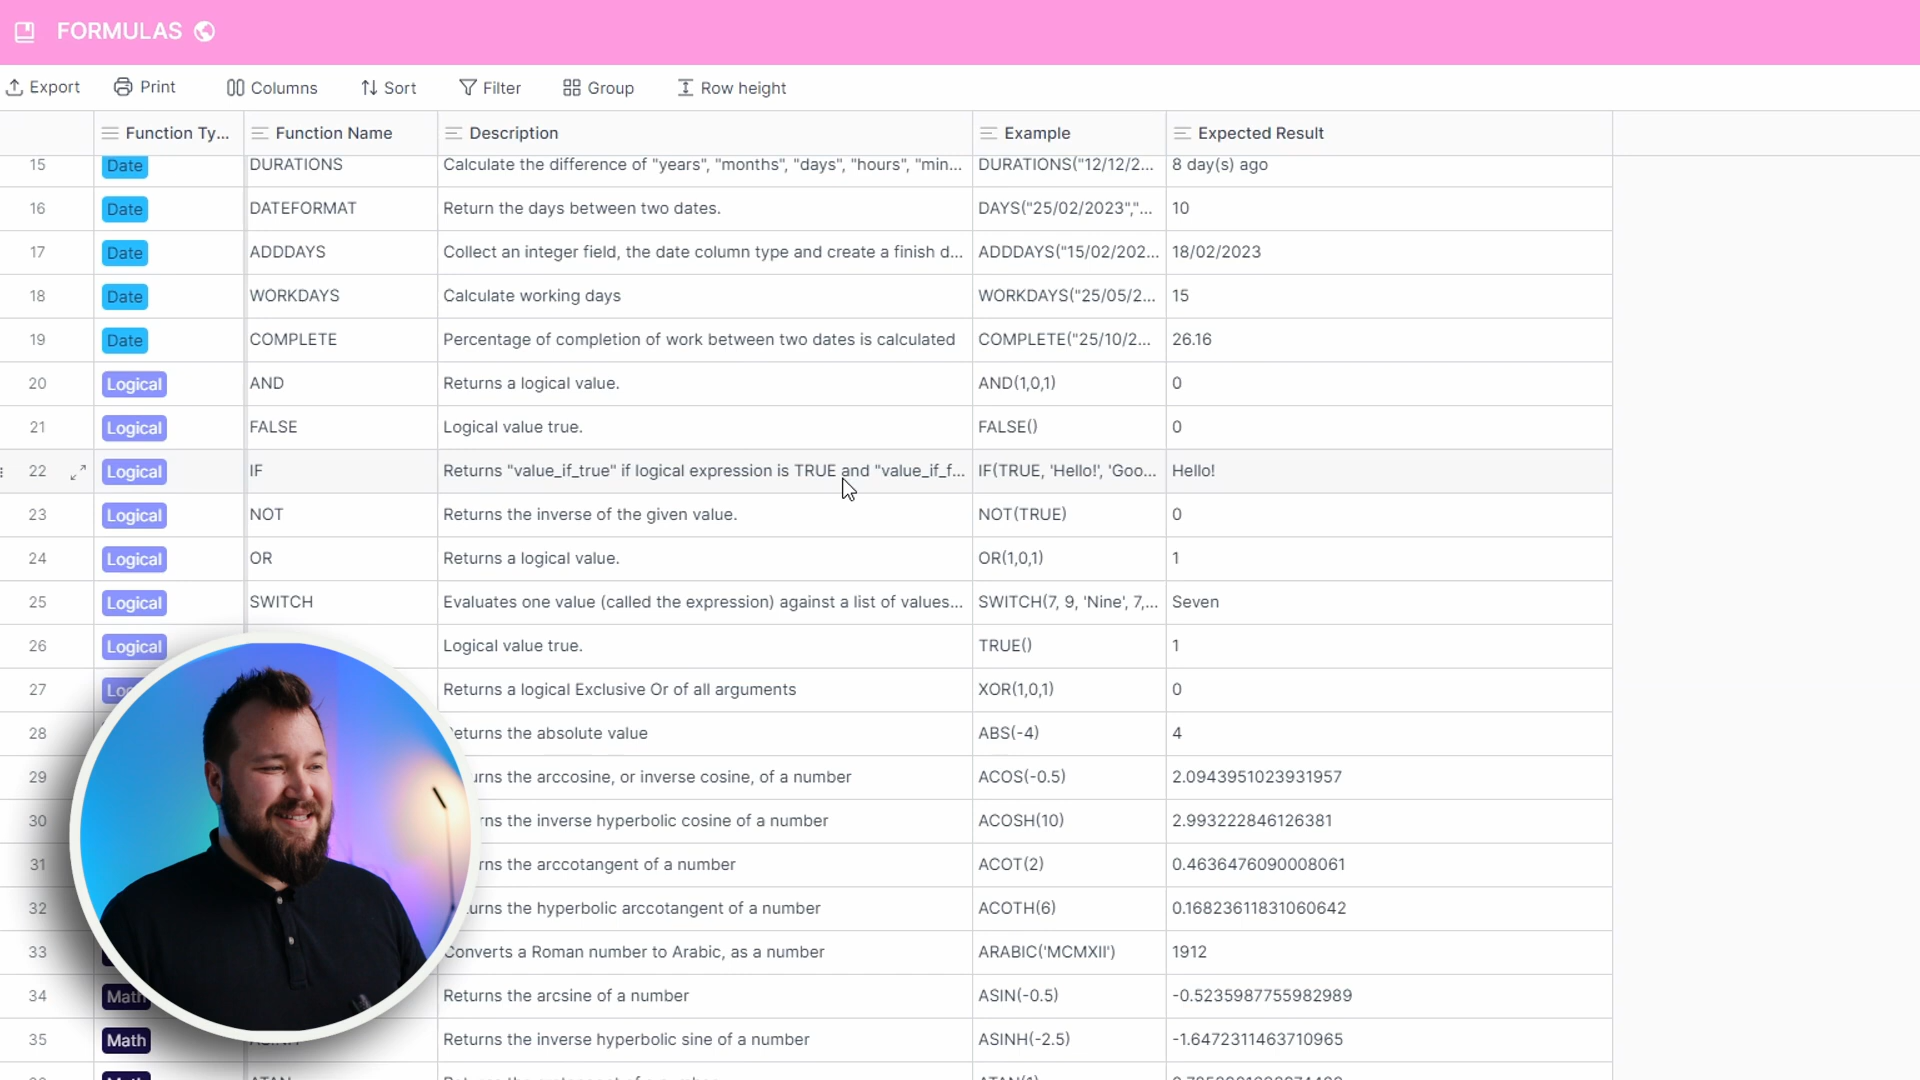 FORMULAS
Export Print Columns Sort Filter Group Row height
Function Ty... Function Name Description Example Expected Result
15 Date DURATIONS Calculate the difference of "years", "months", "days", "hours", "min... DURATIONS("12/12/2... 8 day(s) ago
16 Date DATEFORMAT Return the days between two dates. DAYS("25/02/2023","... 10
17 Date ADDDAYS Collect an integer field, the date column type and create a finish d... ADDDAYS("15/02/202... 18/02/2023
18 Date WORKDAYS Calculate working days WORKDAYS("25/05/2... 15
19 Date COMPLETE Percentage of completion of work between two dates is calculated COMPLETE("25/10/2... 26.16
20 Logical AND Returns a logical value. AND(1,0,1) 0
21 Logical FALSE Logical value true. FALSE() 0
22 Logical IF Returns "value_if_true" if logical expression is TRUE and "value_if_f... IF(TRUE, 'Hello!', 'Goo... Hello!
23 Logical NOT Returns the inverse of the given value. NOT(TRUE) 0
24 Logical OR Returns a logical value. OR(1,0,1) 1
25 Logical SWITCH Evaluates one value (called the expression) against a list of values... SWITCH(7, 9, 'Nine', 7,... Seven
26 Logical Logical value true. TRUE() 1
27 Returns a logical Exclusive Or of all arguments XOR(1,0,1) 0
28 the absolute value ABS(-4) 4
29 the arccosine, or inverse cosine, of a number ACOS(-0.5) 2.0943951023931957
30 the inverse hyperbolic cosine of a number ACOSH(10) 2.993222846126381
31 the arccotangent of a number ACOT(2) 0.4636476090008061
32 the hyperbolic arccotangent of a number ACOTH(6) 0.16823611831060642
33 Converts a Roman number to Arabic, as a number ARABIC('MCMXII') 1912
34 Math Returns the arcsine of a number ASIN(-0.5) -0.5235987755982989
35 Math Returns the inverse hyperbolic sine of a number ASINH(-2.5) -1.6472311463710965